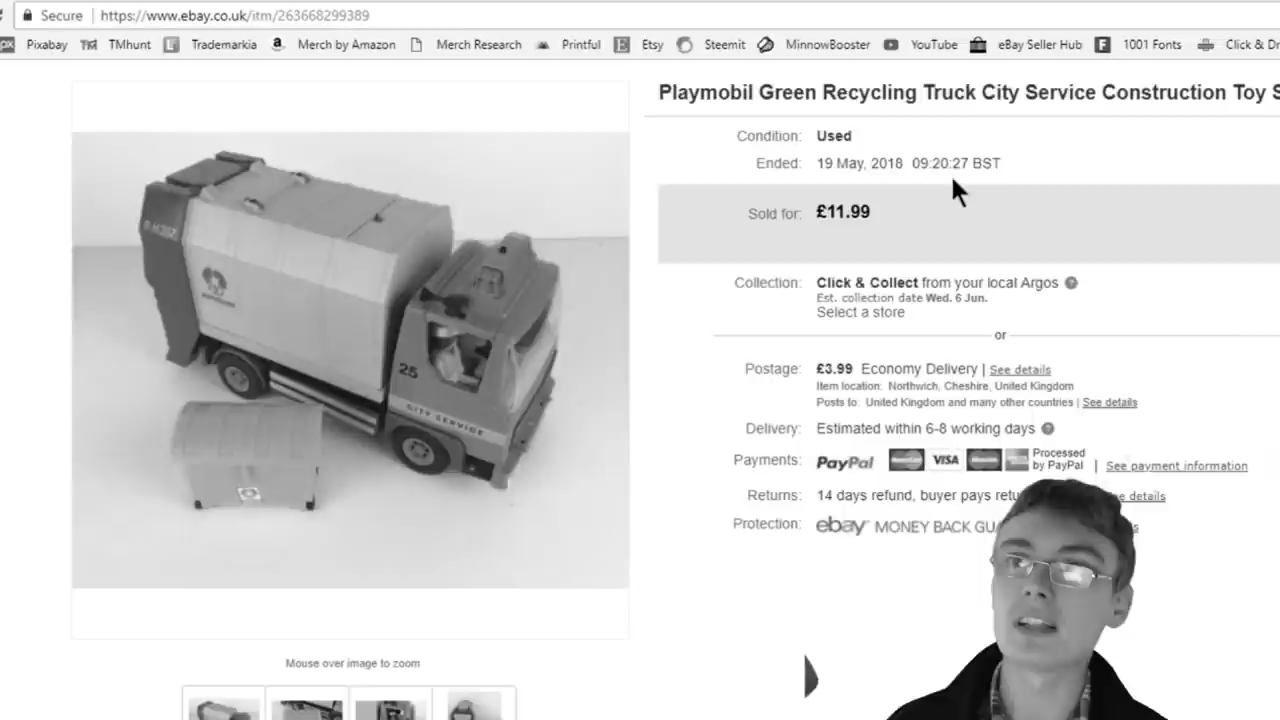 Secure | https://www.ebay.co.uk/itm/263668299389
px Pixabay TM TMhunt Trademarkia a Merch by Amazon Merch Research Printful E Etsy Steemit MinnowBooster YouTube eBay Seller Hub F 1001 Fonts Click &
Playmobil Green Recycling Truck City Service Construction Toy S
Condition: Used
Ended: 19 May, 2018 09:20:27 BST
Sold for: £11.99
Collection: Click & Collect from your local Argos ?
Est. collection date Wed. 6 Jun.
Select a store
or
Postage: £3.99 Economy Delivery | See details
Item location: Northwich, Cheshire, United Kingdom
Posts to: United Kingdom and many other countries | See details
Delivery: Estimated within 6-8 working days ?
Payments: PayPal VISA Processed
by PayPal | See payment information
Returns: 14 days refund, buyer pays details
Protection: ebay MONEY BACK
25
CITY SERVICE
Mouse over image to zoom